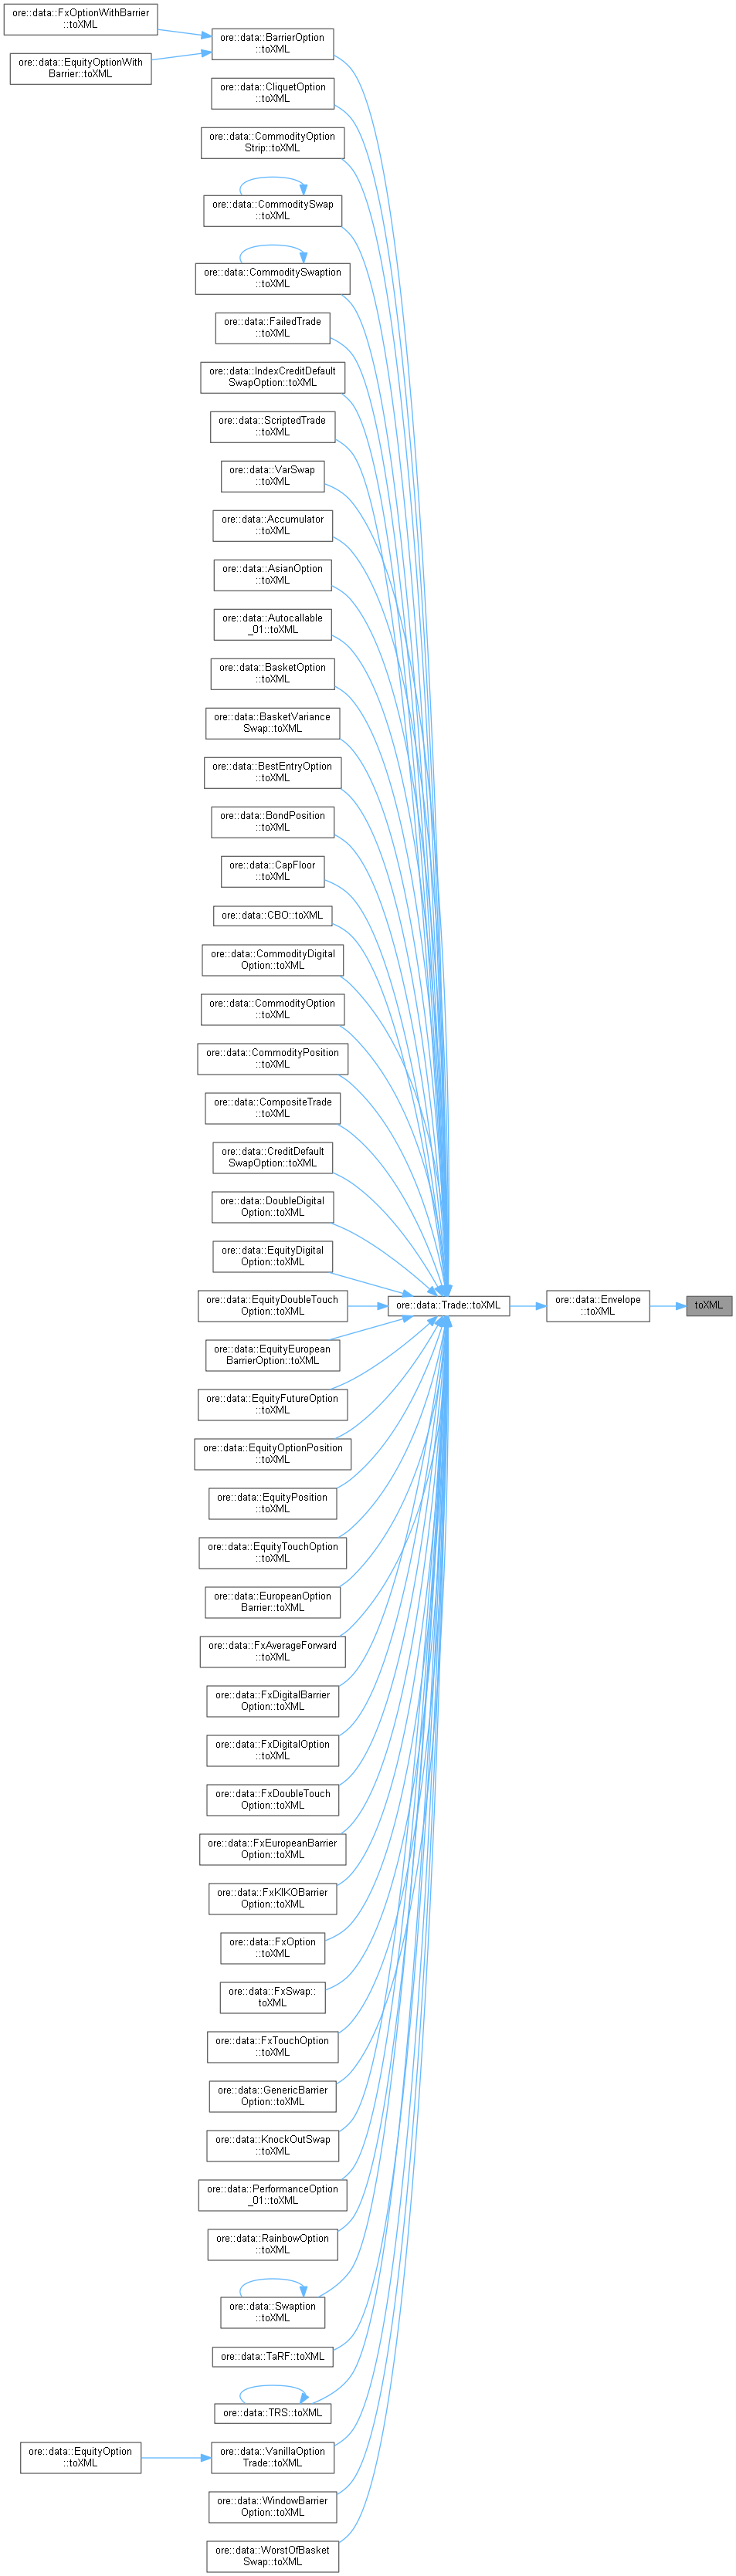 ore::data::FxOptionWithBarrier
::toXML
ore::data::EquityOptionWith
Barrier::toXML
ore::data::BarrierOption
::toXML
ore::data::CliquetOption
::toXML
ore::data::CommodityOption
Strip::toXML
ore::data::CommoditySwap
::toXML
ore::data::CommoditySwaption
::toXML
ore::data::FailedTrade
::toXML
ore::data::IndexCreditDefault
SwapOption::toXML
ore::data::ScriptedTrade
::toXML
ore::data::VarSwap
::toXML
ore::data::Accumulator
::toXML
ore::data::AsianOption
::toXML
ore::data::Autocallable
_01::toXML
ore::data::BasketOption
::toXML
ore::data::BasketVariance
Swap::toXML
ore::data::BestEntryOption
::toXML
ore::data::BondPosition
::toXML
ore::data::CapFloor
::toXML
ore::data::CBO::toXML
ore::data::CommodityDigital
Option::toXML
ore::data::CommodityOption
::toXML
ore::data::CommodityPosition
::toXML
ore::data::CompositeTrade
::toXML
ore::data::CreditDefault
SwapOption::toXML
ore::data::DoubleDigital
Option::toXML
ore::data::EquityDigital
Option::toXML
ore::data::EquityDoubleTouch
Option::toXML
ore::data::Trade::toXML
ore::data::Envelope
::toXML
toXML
ore::data::EquityEuropean
BarrierOption::toXML
ore::data::EquityFutureOption
::toXML
ore::data::EquityOptionPosition
::toXML
ore::data::EquityPosition
::toXML
ore::data::EquityTouchOption
::toXML
ore::data::EuropeanOption
Barrier::toXML
ore::data::FxAverageForward
::toXML
ore::data::FxDigitalBarrier
Option::toXML
ore::data::FxDigitalOption
::toXML
ore::data::FxDoubleTouch
Option::toXML
ore::data::FxEuropeanBarrier
Option::toXML
ore::data::FxKIKOBarrier
Option::toXML
ore::data::FxOption
::toXML
ore::data::FxSwap::
toXML
ore::data::FxTouchOption
::toXML
ore::data::GenericBarrier
Option::toXML
ore::data::KnockOutSwap
::toXML
ore::data::PerformanceOption
_01::toXML
ore::data::RainbowOption
::toXML
ore::data::Swaption
::toXML
ore::data::TaRF::toXML
ore::data::TRS::toXML
ore::data::EquityOption
::toXML
ore::data::VanillaOption
Trade::toXML
ore::data::WindowBarrier
Option::toXML
ore::data::WorstOfBasket
Swap::toXML